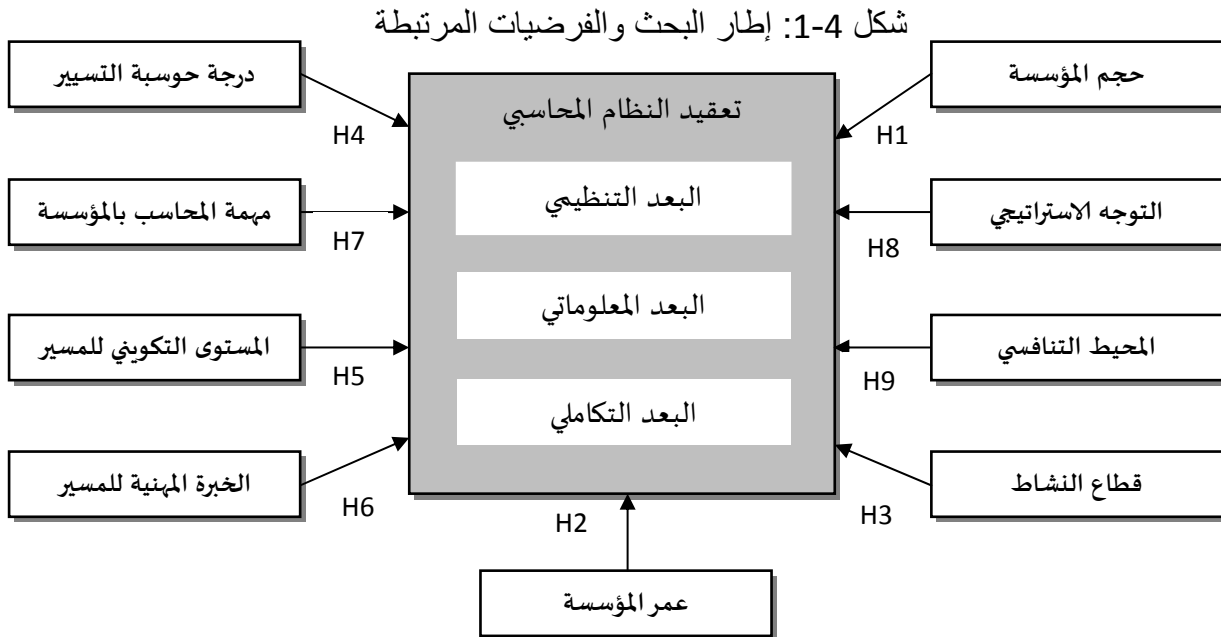 شكل 4-1: إطار البحث والفرضيات المرتبطة
حجم المؤسسة
H1
درجة حوسبة التسيير
H4
تعقيد النظام المحاسبي
التوجه الاستراتيجي
H8
البعد التنظيمي
مهمة المحاسب بالمؤسسة
H7
المحيط التنافسي
H9
البعد المعلوماتي
المستوى التكويني للمسير
H5
قطاع النشاط
H3
البعد التكاملي
الخبرة المهنية للمسير
H6
H2
عمر المؤسسة